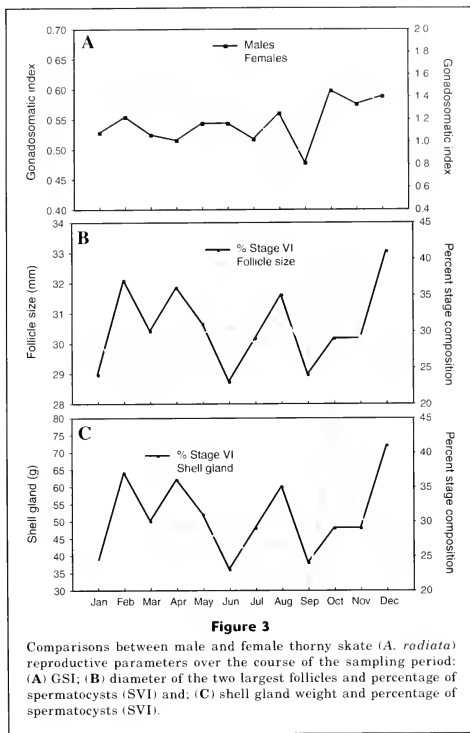 A
Males
Females
Gonadosomatic index
0.70
0.65
0.60
0.55
0.50
0.45
0.40
Gonadosomatic index
2.0
1.8
1.6
1.4
1.2
1.0
0.8
0.6
0.4
B
% Stage VI
Follicle size
Follicle size (mm)
34
33
32
31
30
29
28
Percent stage composition
45
40
35
30
25
20
C
% Stage VI
Shell gland
Shell gland (g)
80
75
70
65
60
55
50
45
40
35
30
Percent stage composition
45
40
35
30
25
20
Jan Feb Mar Apr May Jun Jul Aug Sep Oct Nov Dec
Figure 3
Comparisons between male and female thorny skate (A. radiata)
reproductive parameters over the course of the sampling period:
(A) GSI; (B) diameter of the two largest follicles and percentage of
spermatocysts (SVI) and; (C) shell gland weight and percentage of
spermatocysts (SVI).